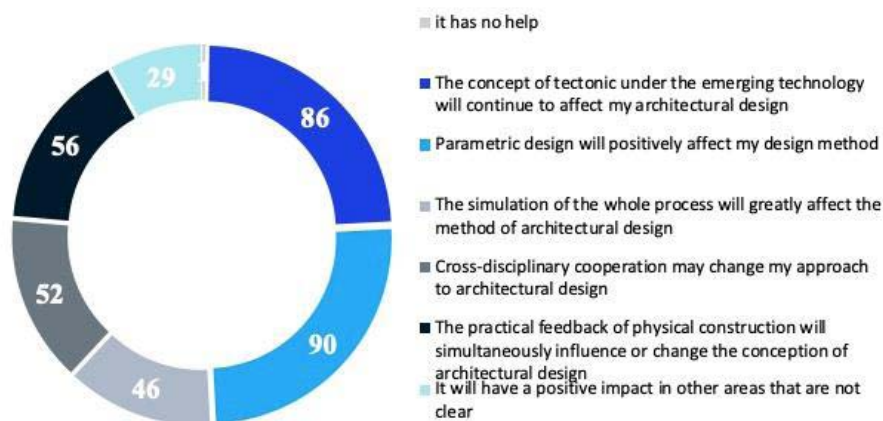 29
1
86
56
52
46
90
it has no help
The concept of tectonic under the emerging technology
will continue to affect my architectural design
Parametric design will positively affect my design method
The simulation of the whole process will greatly affect the
method of architectural design
Cross-disciplinary cooperation may change my approach
to architectural design
The practical feedback of physical construction will
simultaneously influence or change the conception of
architectural design
It will have a positive impact in other areas that are not
clear